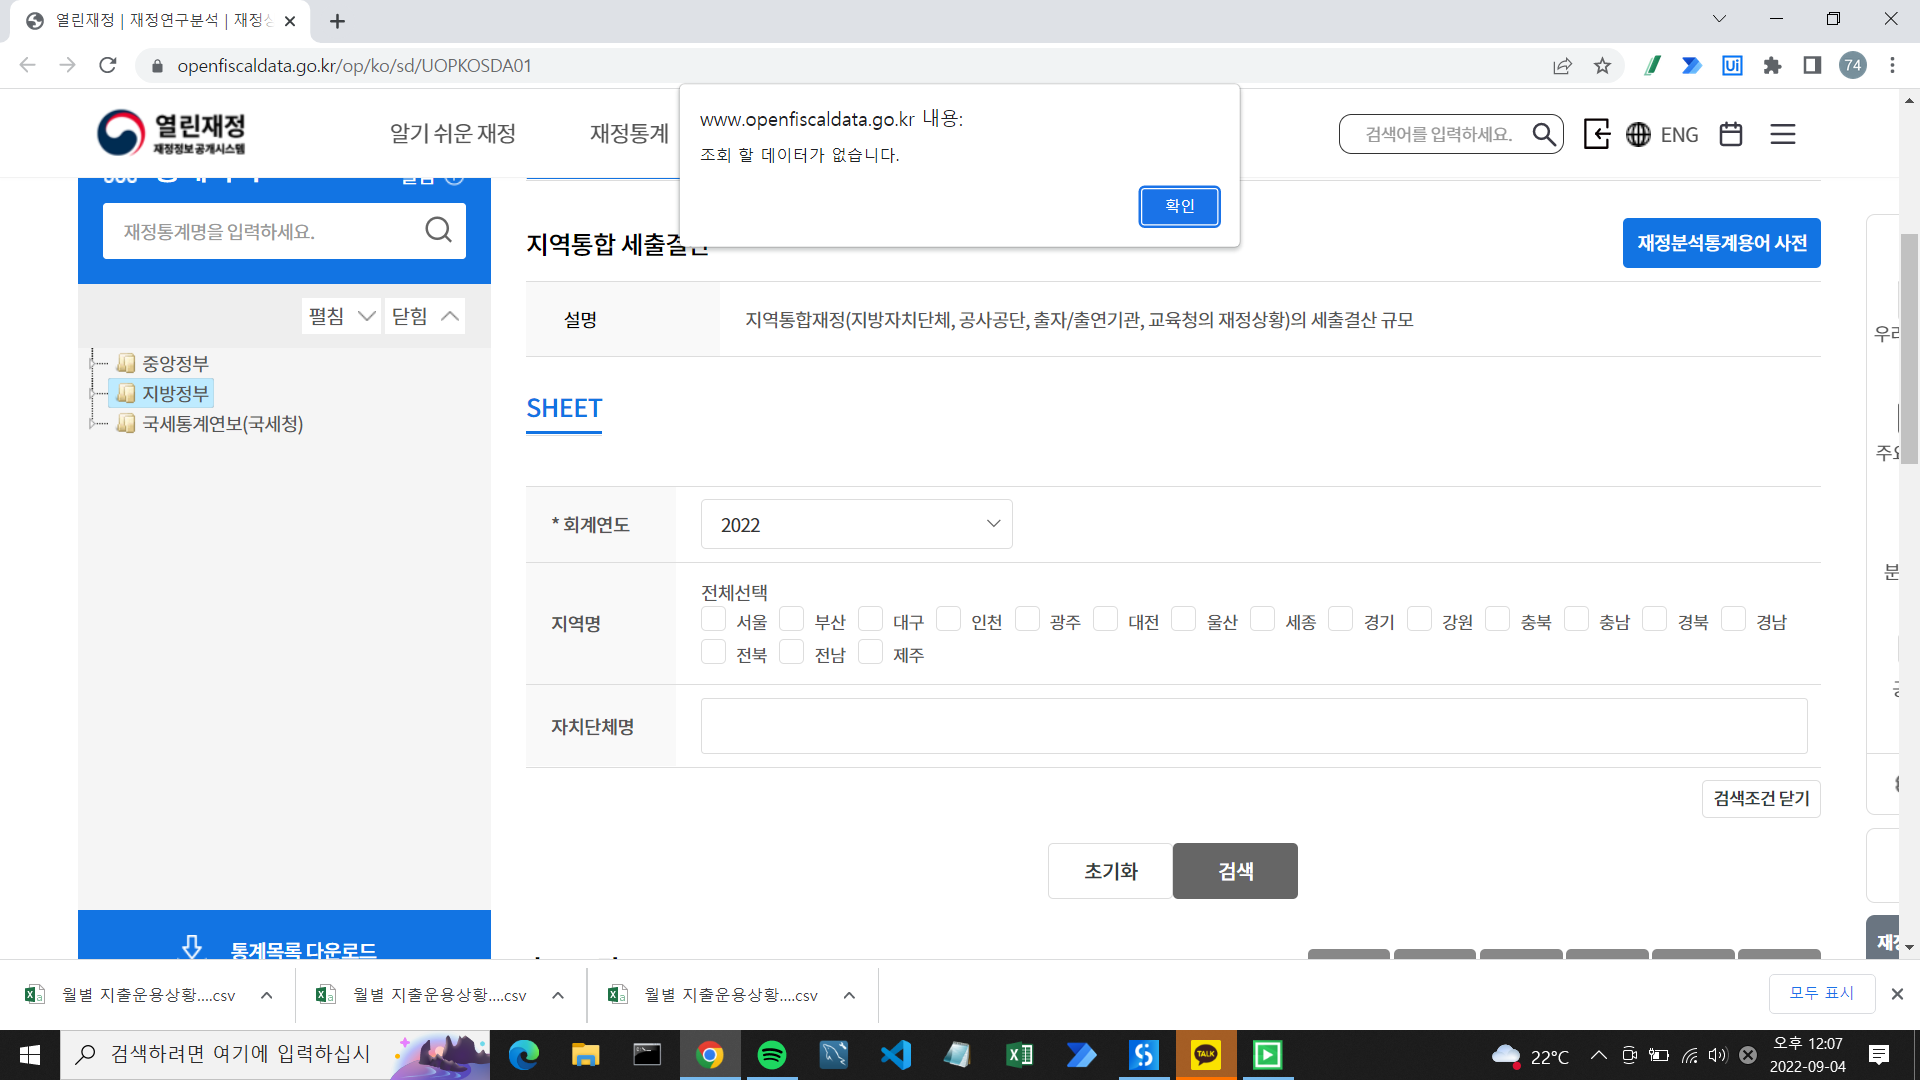 열린재정 | 재정연구분석 | 재정상
openfiscaldata.go.kr/op/ko/sd/UOPKOSDA01
74
열린재정
재정정보공개시스템
알기 쉬운 재정
재정통계
www.openfiscaldata.go.kr 내용:
조회 할 데이터가 없습니다.
확인
검색어를 입력하세요.
ENG
재정통계명을 입력하세요.
펼침
닫힘
중앙정부
지방정부
국세통계연보(국세청)
통계목록 다운로드
지역통합 세출결산
재정분석통계용어 사전
설명
지역통합재정(지방자치단체, 공사공단, 출자/출연기관, 교육청의 재정상황)의 세출결산 규모
SHEET
* 회계연도
2022
지역명
전체선택
서울 부산 대구 인천 광주 대전 울산 세종 경기 강원 충북 충남 경북 경남
전북 전남 제주
자치단체명
검색조건 닫기
초기화
검색
월별 지출운용상황....csv
월별 지출운용상황....csv
월별 지출운용상황....csv
모두 표시
검색하려면 여기에 입력하십시
TALK
22°C
오후 12:07
2022-09-04